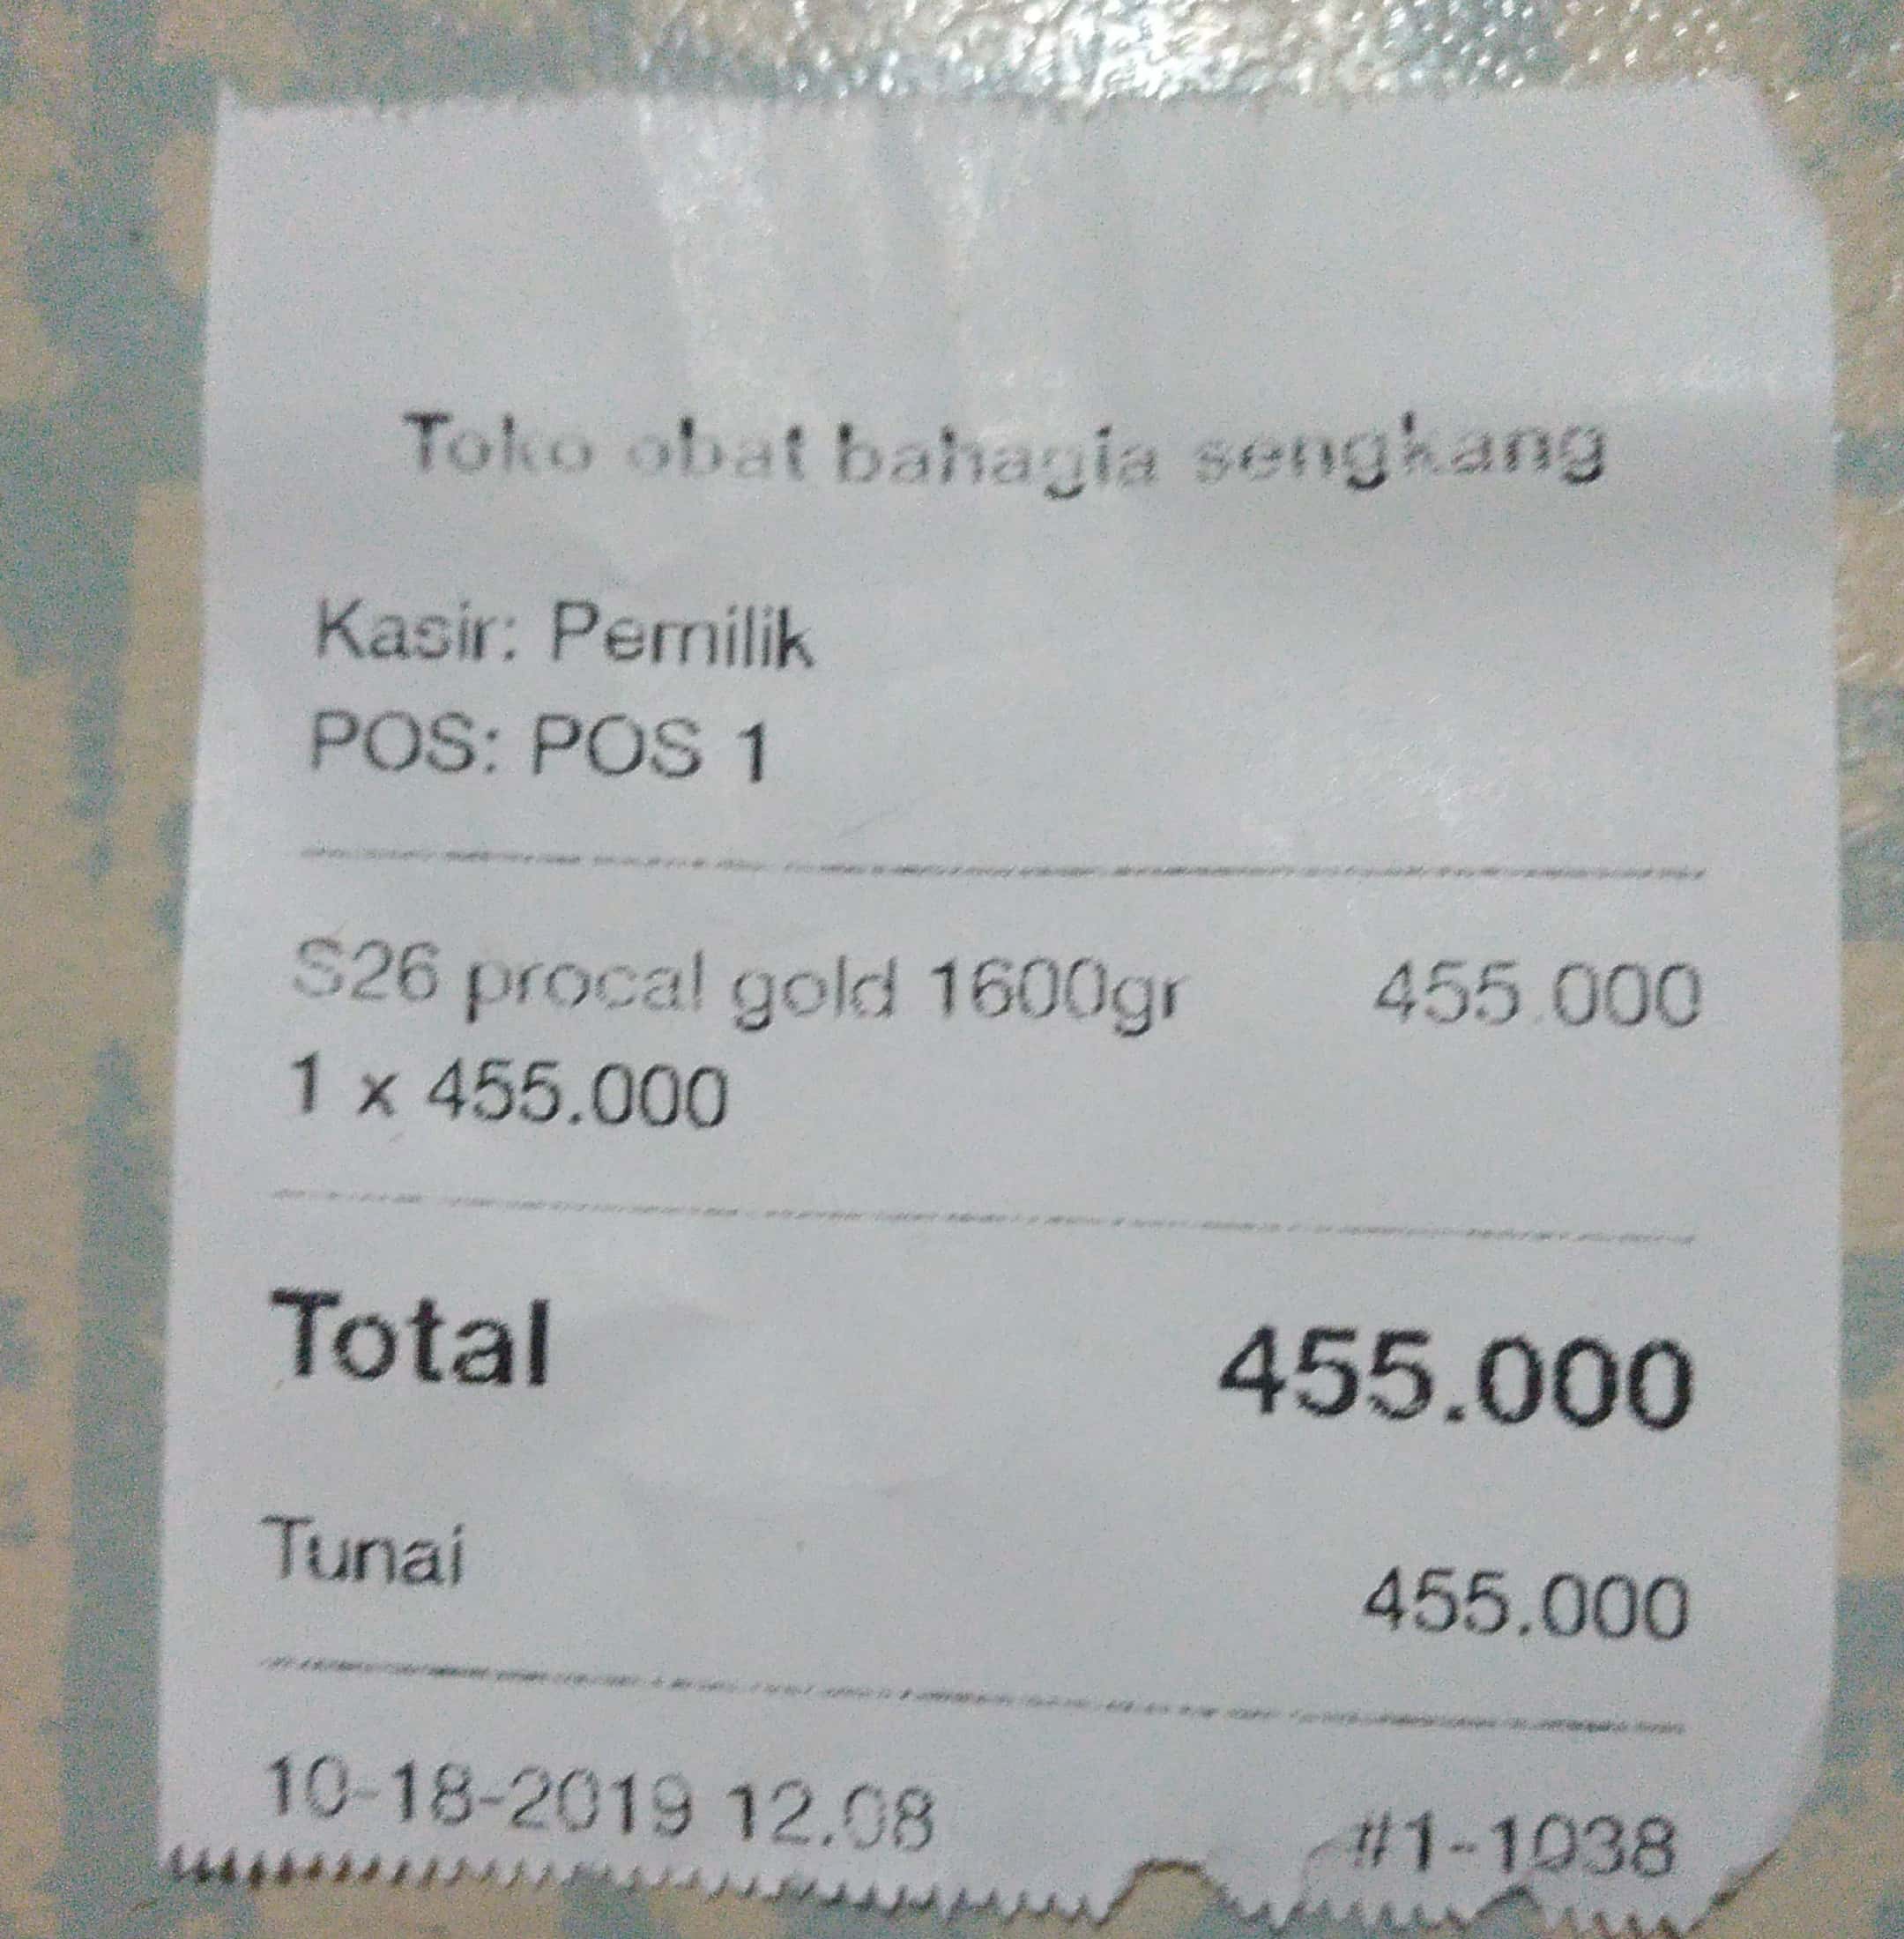 Toko obat bahagia sengkang
Kasir: Pemilik
POS: POS 1
S26 procal gold 1600gr 455.000
1 x 455.000
Total 455.000
Tunai 455.000
10-18-2019 12.08 #1-1038